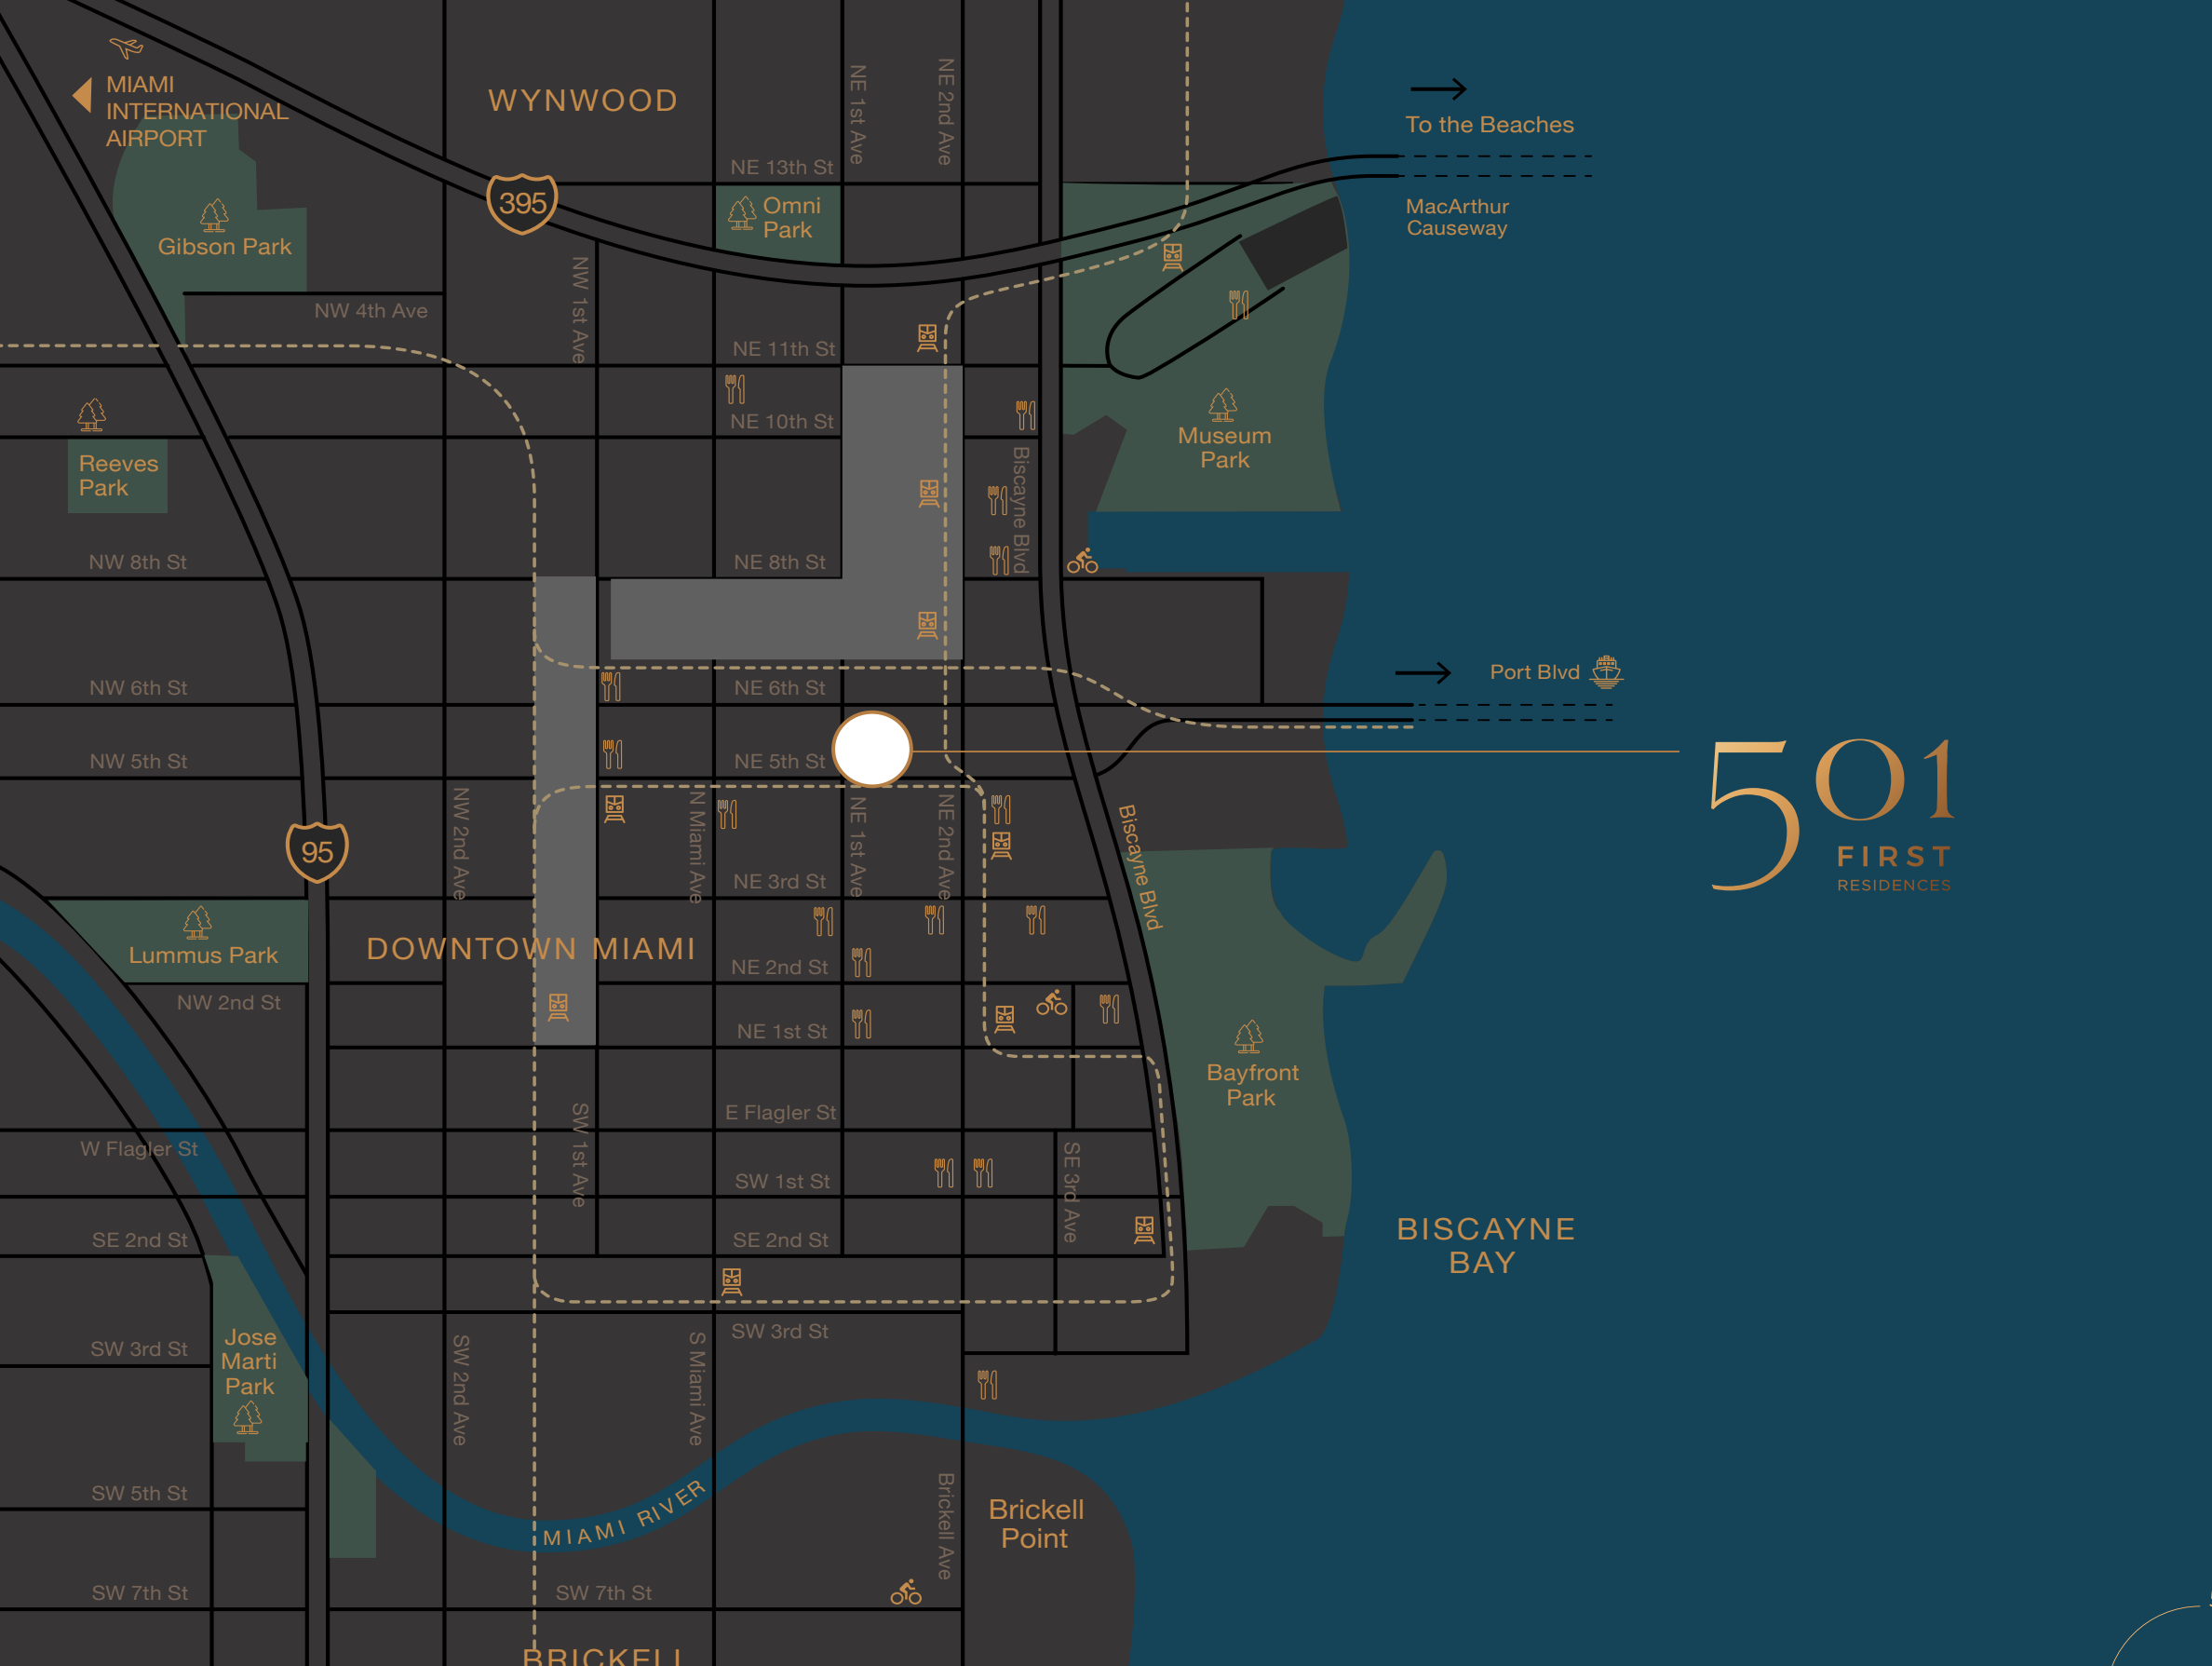 MIAMI
INTERNATIONAL
AIRPORT
WYNWOOD
NE 1st Ave
NE 2nd Ave
To the Beaches
NE 13th St
395
Omni
Park
MacArthur
Causeway
Gibson Park
NW 1st Ave
NW 4th Ave
NE 11th St
NE 10th St
Museum
Park
Reeves
Park
Biscayne Blvd
NW 8th St
NE 8th St
NW 6th St
NE 6th St
Port Blvd
NW 5th St
NE 5th St
501
FIRST
RESIDENCES
NW 2nd Ave
N Miami Ave
NE 1st Ave
NE 2nd Ave
Biscayne Blvd
95
NE 3rd St
Lummus Park
DOWNTOWN MIAMI
NE 2nd St
NW 2nd St
NE 1st St
Bayfront
Park
SW 1st Ave
E Flagler St
W Flagler St
SE 3rd Ave
SW 1st St
SE 2nd St
SE 2nd St
BISCAYNE
BAY
SW 3rd St
SW 3rd St
Jose
Marti
Park
SW 2nd Ave
S Miami Ave
SW 5th St
MIAMI RIVER
Brickell Ave
Brickell
Point
SW 7th St
SW 7th St
BRICKELL